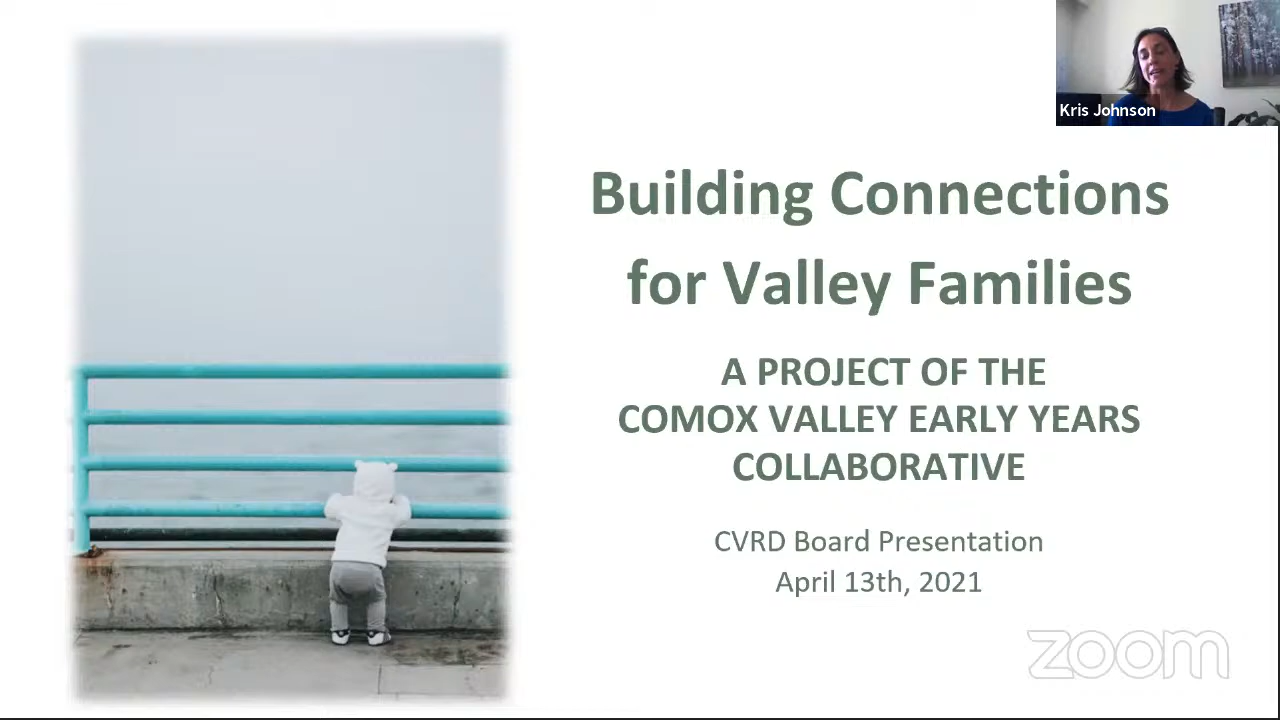 Kris Johnson
Building Connections
for Valley Families
A PROJECT OF THE
COMOX VALLEY EARLY YEARS
COLLABORATIVE
CVRD Board Presentation
April 13th, 2021
zoom